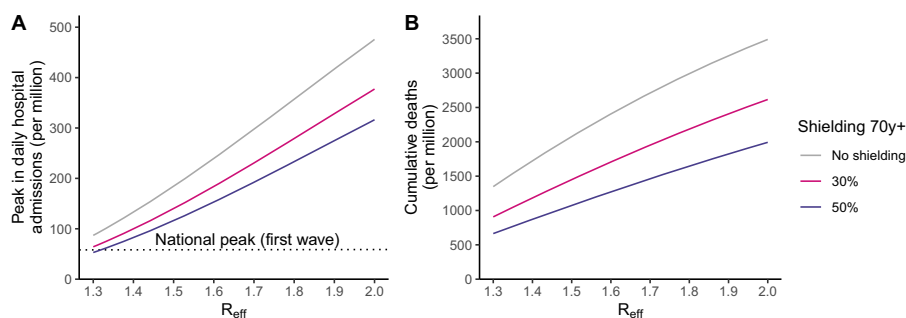 A
Peak in daily hospital
admissions (per million)
500
400
300
200
100
0
National peak (first wave)
1.3 1.4 1.5 1.6 1.7 1.8 1.9 2.0
Reff
B
Cumulative deaths
(per million)
3500
3000
2500
2000
1500
1000
500
0
1.3 1.4 1.5 1.6 1.7 1.8 1.9 2.0
Reff
Shielding 70y+
No shielding
30%
50%